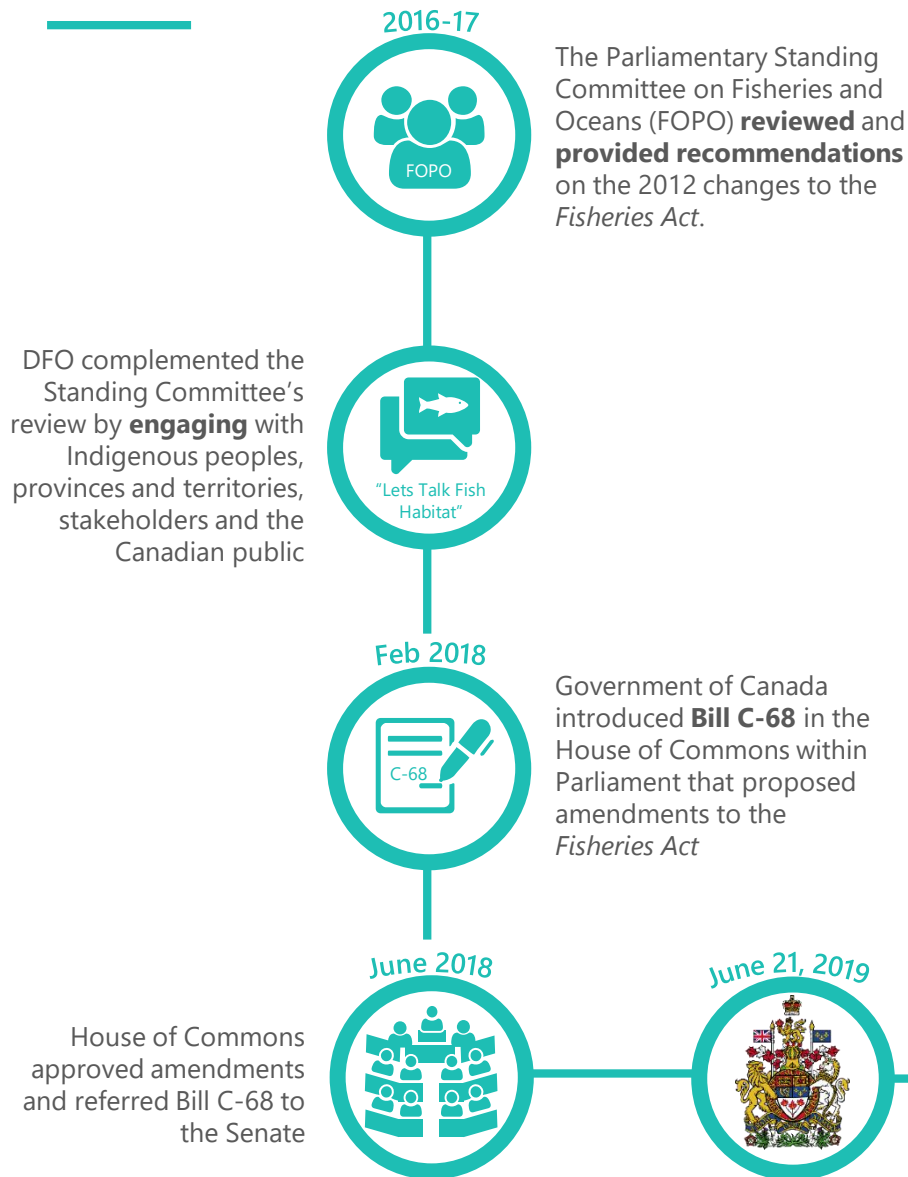 2016-17
FOPO
The Parliamentary Standing
Committee on Fisheries and
Oceans (FOPO) reviewed and
provided recommendations
on the 2012 changes to the
Fisheries Act.
DFO complemented the
Standing Committee’s
review by engaging with
Indigenous peoples,
provinces and territories,
stakeholders and the
Canadian public
“Lets Talk Fish
Habitat”
Feb 2018
C-68
Government of Canada
introduced Bill C-68 in the
House of Commons within
Parliament that proposed
amendments to the
Fisheries Act
June 2018
House of Commons
approved amendments
and referred Bill C-68 to
the Senate
June 21, 2019